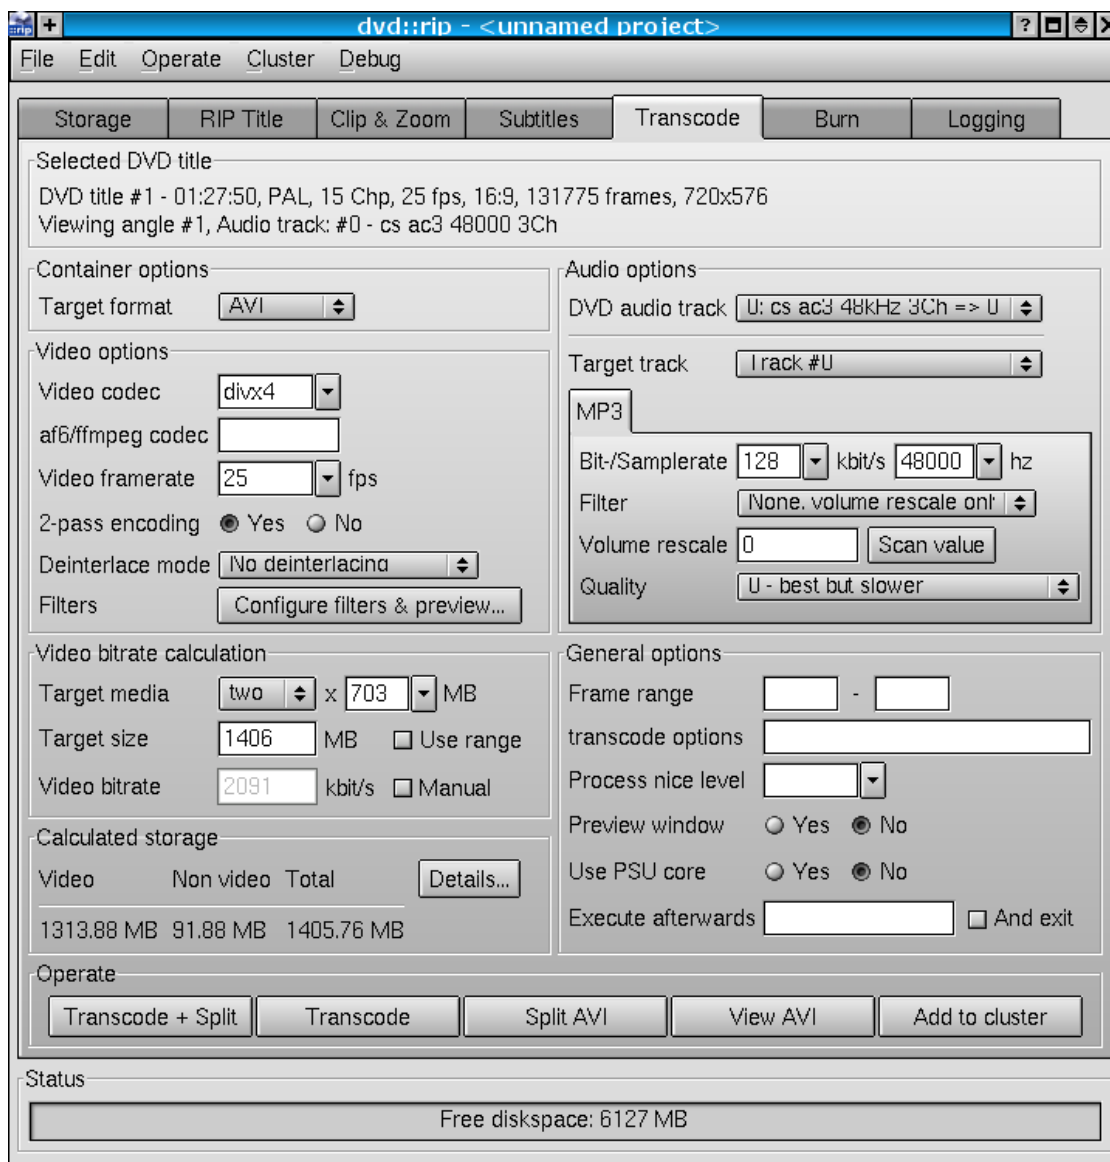 dvd::rip - <unnamed project>
File Edit Operate Cluster Debug
Storage RIP Title Clip & Zoom Subtitles Transcode Burn Logging
Selected DVD title
DVD title #1 - 01:27:50, PAL, 15 Chp, 25 fps, 16:9, 131775 frames, 720x576
Viewing angle #1, Audio track: #0 - cs ac3 48000 3Ch
Container options
Target format AVI
Video options
Video codec divx4
af6/ffmpeg codec
Video framerate 25 fps
2-pass encoding Yes No
Deinterlace mode No deinterlacing
Filters Configure filters & preview...
Video bitrate calculation
Target media two x 703 MB
Target size 1406 MB Use range
Video bitrate 2091 kbit/s Manual
Calculated storage
Video Non video Total Details...
1313.88 MB 91.88 MB 1405.76 MB
Audio options
DVD audio track 0: cs ac3 48kHz 3Ch => 0
Target track Track #0
MP3
Bit-/Samplerate 128 kbit/s 48000 hz
Filter None, volume rescale only
Volume rescale 0 Scan value
Quality 0 - best but slower
General options
Frame range -
transcode options
Process nice level
Preview window Yes No
Use PSU core Yes No
Execute afterwards And exit
Operate
Transcode + Split Transcode Split AVI View AVI Add to cluster
Status
Free diskspace: 6127 MB